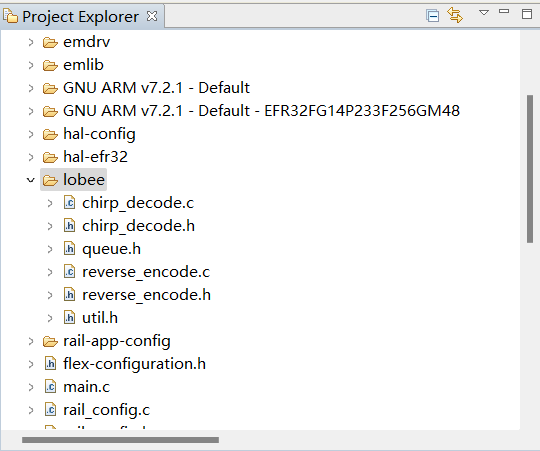 Project Explorer
emdrv
emlib
GNU ARM v7.2.1 - Default
GNU ARM v7.2.1 - Default - EFR32FG14P233F256GM48
hal-config
hal-efr32
lobee
.c chirp_decode.c
.h chirp_decode.h
.h queue.h
.c reverse_encode.c
.h reverse_encode.h
.h util.h
rail-app-config
.h flex-configuration.h
.c main.c
.c rail_config.c